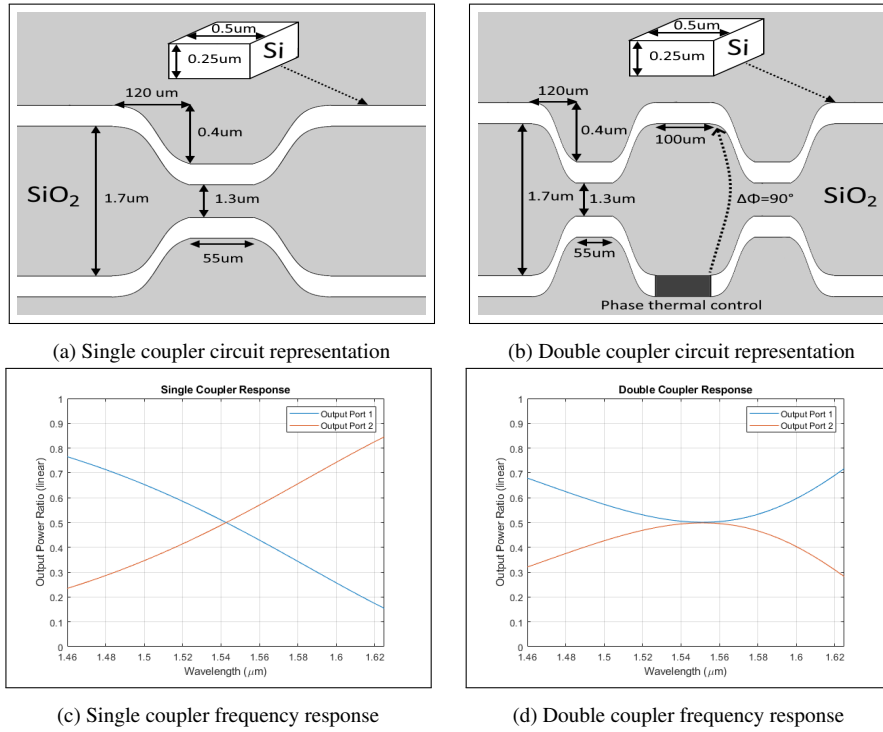 0.5um
0.25um
Si
120 um
0.4um
SiO2
1.7um
1.3um
55um
(a) Single coupler circuit representation
0.5um
0.25um
Si
120um
0.4um
100um
1.7um
1.3um
ΔΦ=90°
SiO2
55um
Phase thermal control
(b) Double coupler circuit representation
Single Coupler Response
Output Port 1
Output Port 2
Output Power Ratio (linear)
1
0.9
0.8
0.7
0.6
0.5
0.4
0.3
0.2
0.1
0
1.46 1.48 1.5 1.52 1.54 1.56 1.58 1.6 1.62
Wavelength (μm)
(c) Single coupler frequency response
Double Coupler Response
Output Port 1
Output Port 2
Output Power Ratio (linear)
1
0.9
0.8
0.7
0.6
0.5
0.4
0.3
0.2
0.1
0
1.46 1.48 1.5 1.52 1.54 1.56 1.58 1.6 1.62
Wavelength (μm)
(d) Double coupler frequency response